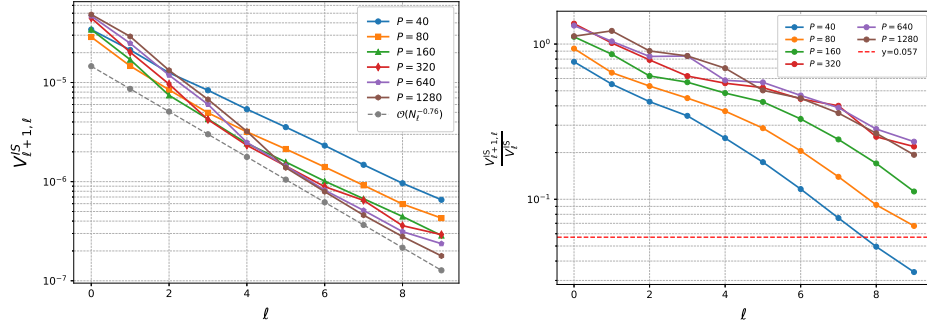 P = 40
P = 80
P = 160
P = 320
P = 640
P = 1280
O(N_ℓ^{-0.76})
V^{IS}_{ℓ+1,ℓ}
10^{-5}
10^{-6}
10^{-7}
0 2 4 6 8
ℓ
P = 40
P = 80
P = 160
P = 320
P = 640
P = 1280
y=0.057
V^{IS}_{ℓ+1,ℓ}
V^{IS}_ℓ
10^0
10^{-1}
0 2 4 6 8
ℓ